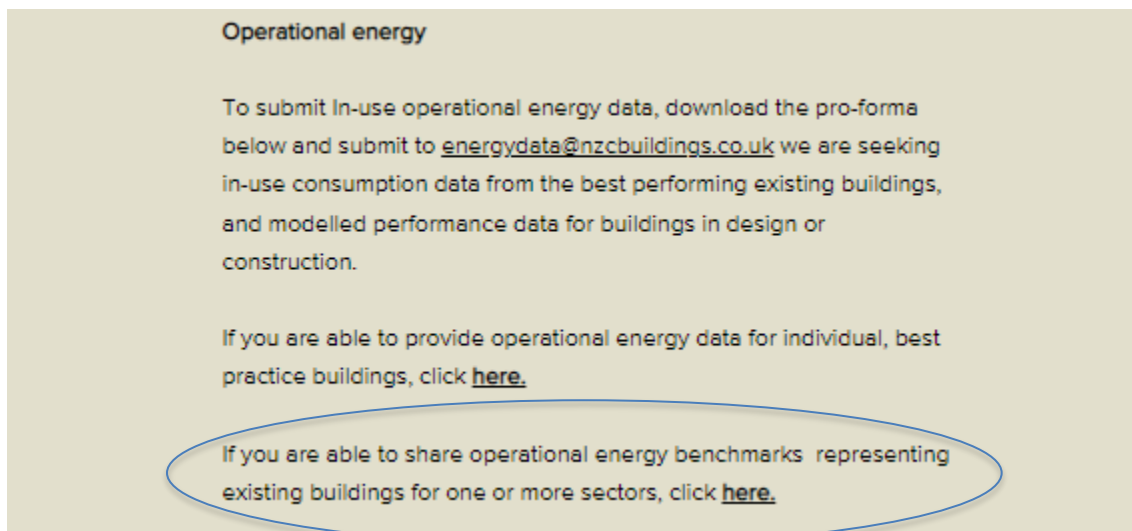 Operational energy
To submit In-use operational energy data, download the pro-forma
below and submit to energydata@nzcbuildings.co.uk we are seeking
in-use consumption data from the best performing existing buildings,
and modelled performance data for buildings in design or
construction.
If you are able to provide operational energy data for individual, best
practice buildings, click here.
If you are able to share operational energy benchmarks  representing
existing buildings for one or more sectors, click here.